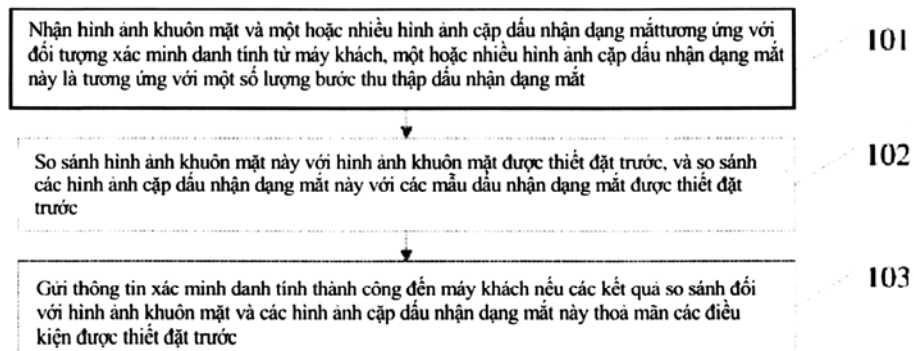 Nhận hình ảnh khuôn mặt và một hoặc nhiều hình ảnh cặp dấu nhận dạng mắttương ứng với
đối tượng xác minh danh tính từ máy khách, một hoặc nhiều hình ảnh cặp dấu nhận dạng mắt
này là tương ứng với một số lượng bước thu thập dấu nhận dạng mắt
101
So sánh hình ảnh khuôn mặt này với hình ảnh khuôn mặt được thiết đặt trước, và so sánh
các hình ảnh cặp dấu nhận dạng mắt này với các mẫu dấu nhận dạng mắt được thiết đặt
trước
102
Gửi thông tin xác minh danh tính thành công đến máy khách nếu các kết quả so sánh đối
với hình ảnh khuôn mặt và các hình ảnh cặp dấu nhận dạng mắt này thoả mãn các điều
kiện được thiết đặt trước
103